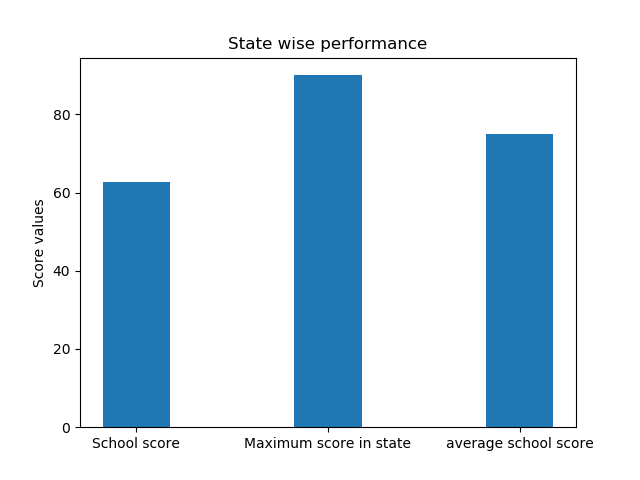 State wise performance
Score values
80
60
40
20
0
School score
Maximum score in state
average school score